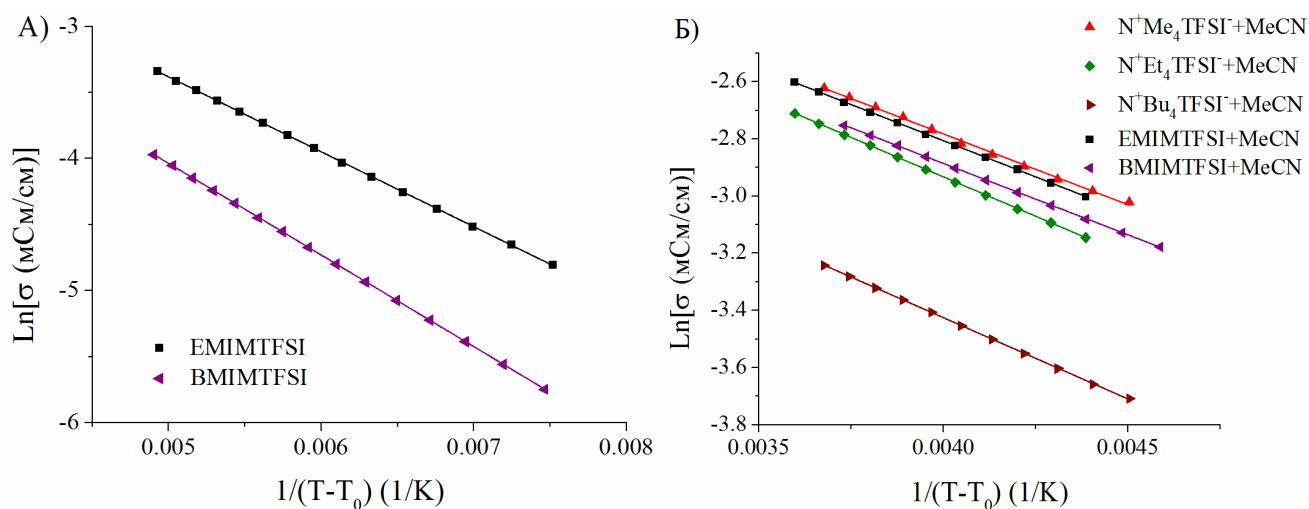 А)
Ln[σ (мСм/см)]
-3
-4
-5
-6
EMIMTFSI
BMIMTFSI
0.005 0.006 0.007 0.008
1/(T-T₀) (1/K)
Б)
Ln[σ (мСм/см)]
-2.6
-2.8
-3.0
-3.2
-3.4
-3.6
-3.8
N⁺Me₄TFSI⁻+MeCN
N⁺Et₄TFSI⁻+MeCN
N⁺Bu₄TFSI⁻+MeCN
EMIMTFSI+MeCN
BMIMTFSI+MeCN
0.0035 0.0040 0.0045
1/(T-T₀) (1/K)